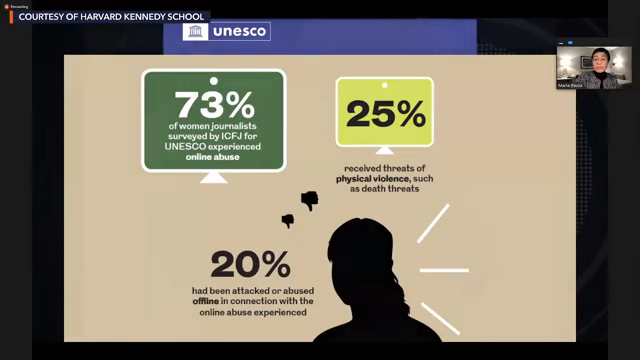 Recording
COURTESY OF HARVARD KENNEDY SCHOOL
unesco
73%
of women journalists
surveyed by ICFJ for
UNESCO experienced
online abuse
25%
received threats of
physical violence, such
as death threats
20%
had been attacked or abused
offline in connection with the
online abuse experienced
Maria Ressa